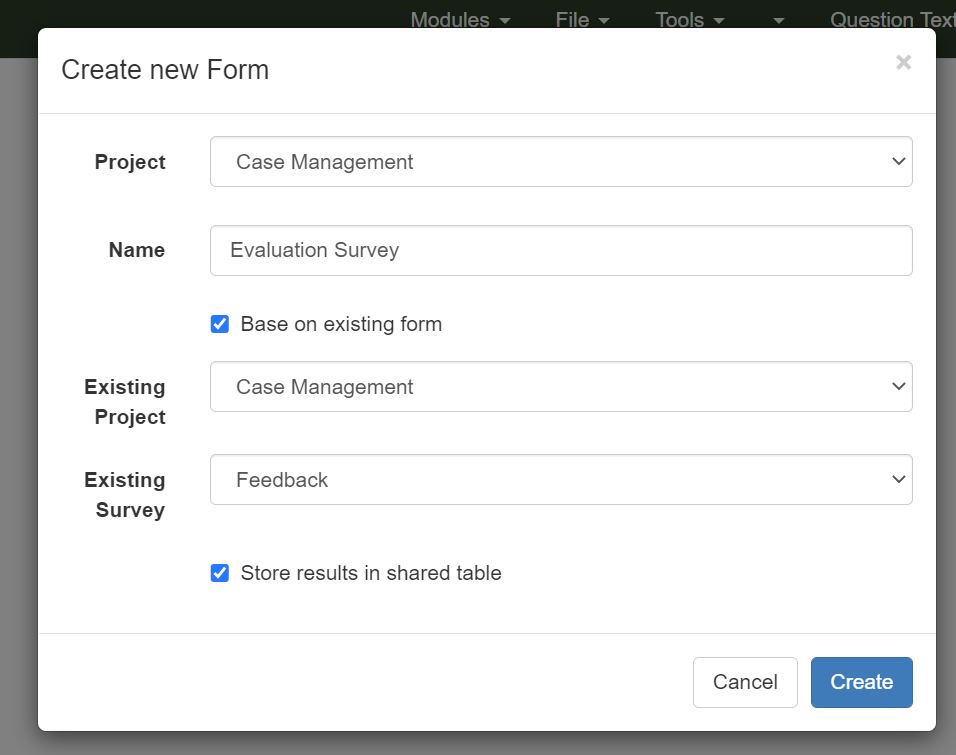 Modules File Tools Question Text
Create new Form ×
Project Case Management
Name Evaluation Survey
Base on existing form
Existing Case Management
Project
Existing Feedback
Survey
Store results in shared table
Cancel Create